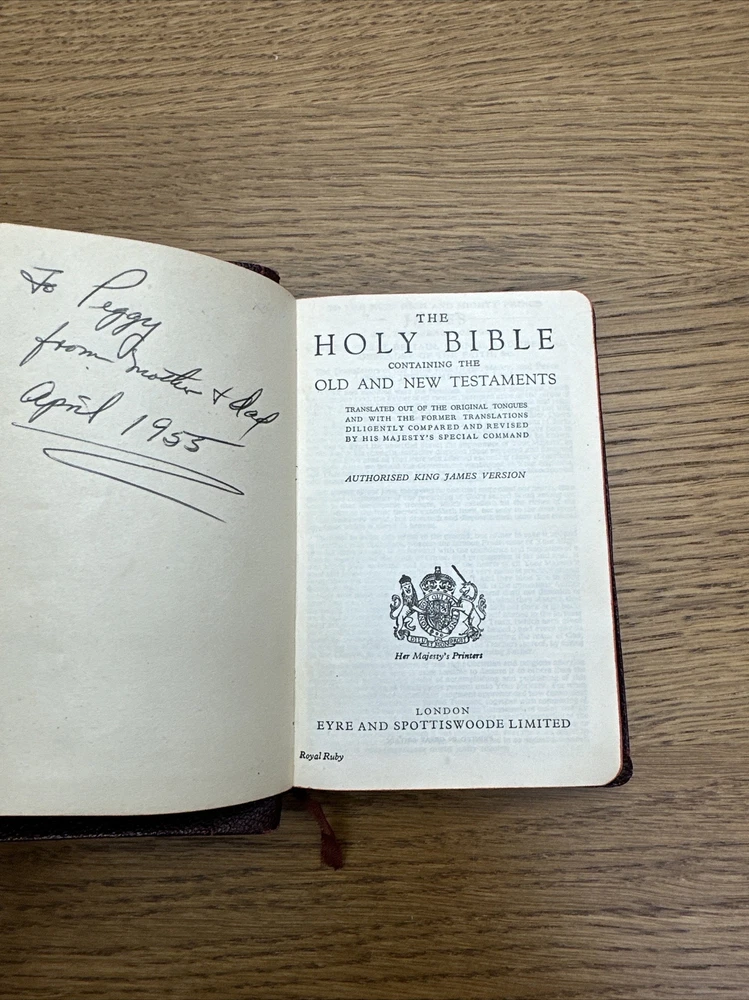 To Peggy
from mother & dad
April 1955
THE
HOLY BIBLE
CONTAINING THE
OLD AND NEW TESTAMENTS
TRANSLATED OUT OF THE ORIGINAL TONGUES
AND WITH THE FORMER TRANSLATIONS
DILIGENTLY COMPARED AND REVISED
BY HIS MAJESTY'S SPECIAL COMMAND
AUTHORISED KING JAMES VERSION
Her Majesty's Printers
LONDON
EYRE AND SPOTTISWOODE LIMITED
Royal Ruby